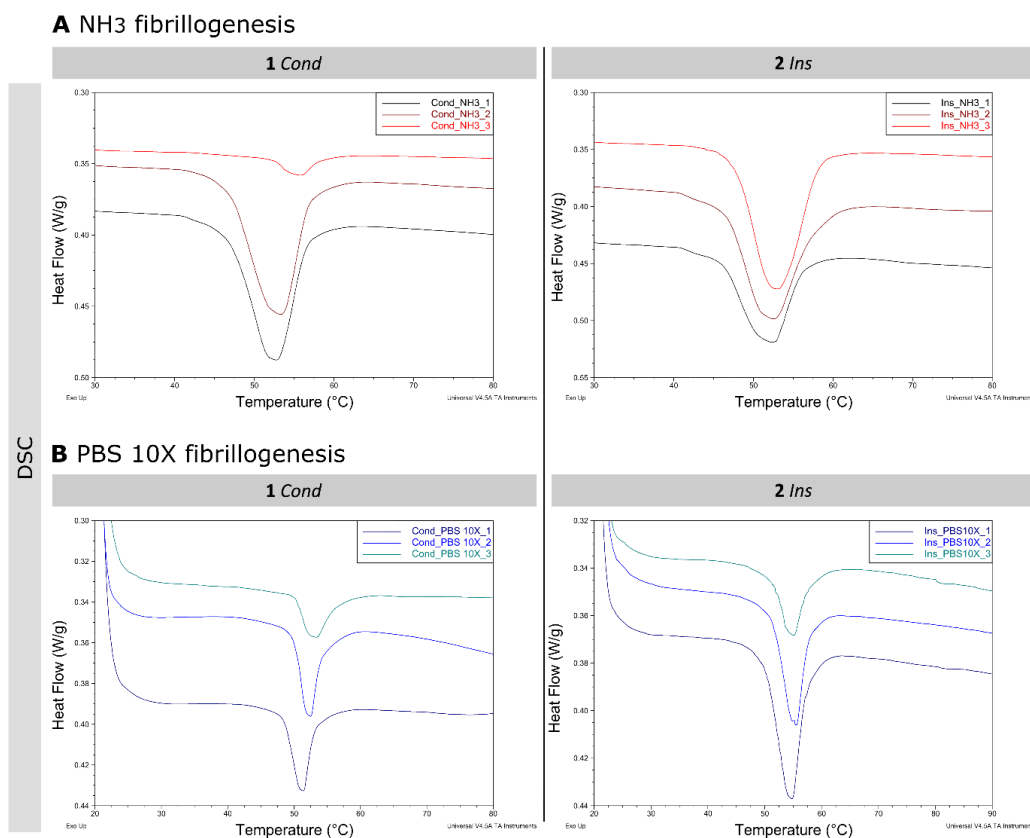 A NH3 fibrillogenesis
1 Cond
2 Ins
DSC
0.30
0.35
0.40
0.45
0.50
Heat Flow (W/g)
Cond_NH3_1
Cond_NH3_2
Cond_NH3_3
30
40
50
60
70
80
Exo Up
Temperature (°C)
Universal V4.5A TA Instruments
0.30
0.35
0.40
0.45
0.50
0.55
Heat Flow (W/g)
Ins_NH3_1
Ins_NH3_2
Ins_NH3_3
30
40
50
60
70
80
Exo Up
Temperature (°C)
Universal V4.5A TA Instruments
B PBS 10X fibrillogenesis
1 Cond
2 Ins
0.30
0.32
0.34
0.36
0.38
0.40
0.42
0.44
Heat Flow (W/g)
Cond_PBS 10X_1
Cond_PBS 10X_2
Cond_PBS 10X_3
20
30
40
50
60
70
80
Exo Up
Temperature (°C)
Universal V4.5A TA Instruments
0.32
0.34
0.36
0.38
0.40
0.42
0.44
Heat Flow (W/g)
Ins_PBS10X_1
Ins_PBS10X_2
Ins_PBS10X_3
20
30
40
50
60
70
80
90
Exo Up
Temperature (°C)
Universal V4.5A TA Instruments